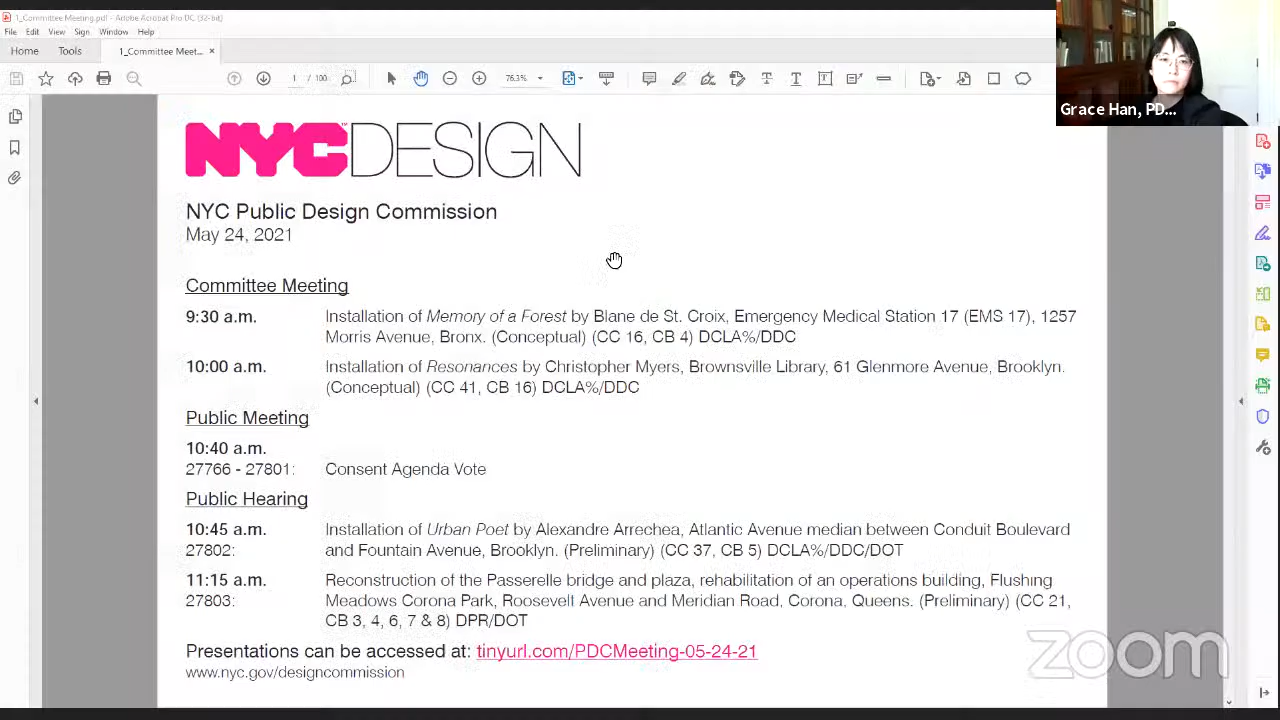 1_Committee Meeting.pdf - Adobe Acrobat Pro DC (32-bit)
File Edit View Sign Window Help
Home Tools 1_Committee Meet... ×
1 / 100 76.3%
Grace Han, PD...
NYC DESIGN
NYC Public Design Commission
May 24, 2021
Committee Meeting
9:30 a.m. Installation of Memory of a Forest by Blane de St. Croix, Emergency Medical Station 17 (EMS 17), 1257
Morris Avenue, Bronx. (Conceptual) (CC 16, CB 4) DCLA%/DDC
10:00 a.m. Installation of Resonances by Christopher Myers, Brownsville Library, 61 Glenmore Avenue, Brooklyn.
(Conceptual) (CC 41, CB 16) DCLA%/DDC
Public Meeting
10:40 a.m.
27766 - 27801: Consent Agenda Vote
Public Hearing
10:45 a.m. Installation of Urban Poet by Alexandre Arrechea, Atlantic Avenue median between Conduit Boulevard
27802: and Fountain Avenue, Brooklyn. (Preliminary) (CC 37, CB 5) DCLA%/DDC/DOT
11:15 a.m. Reconstruction of the Passerelle bridge and plaza, rehabilitation of an operations building, Flushing
27803: Meadows Corona Park, Roosevelt Avenue and Meridian Road, Corona, Queens. (Preliminary) (CC 21,
CB 3, 4, 6, 7 & 8) DPR/DOT
Presentations can be accessed at: tinyurl.com/PDCMeeting-05-24-21
www.nyc.gov/designcommission
zoom